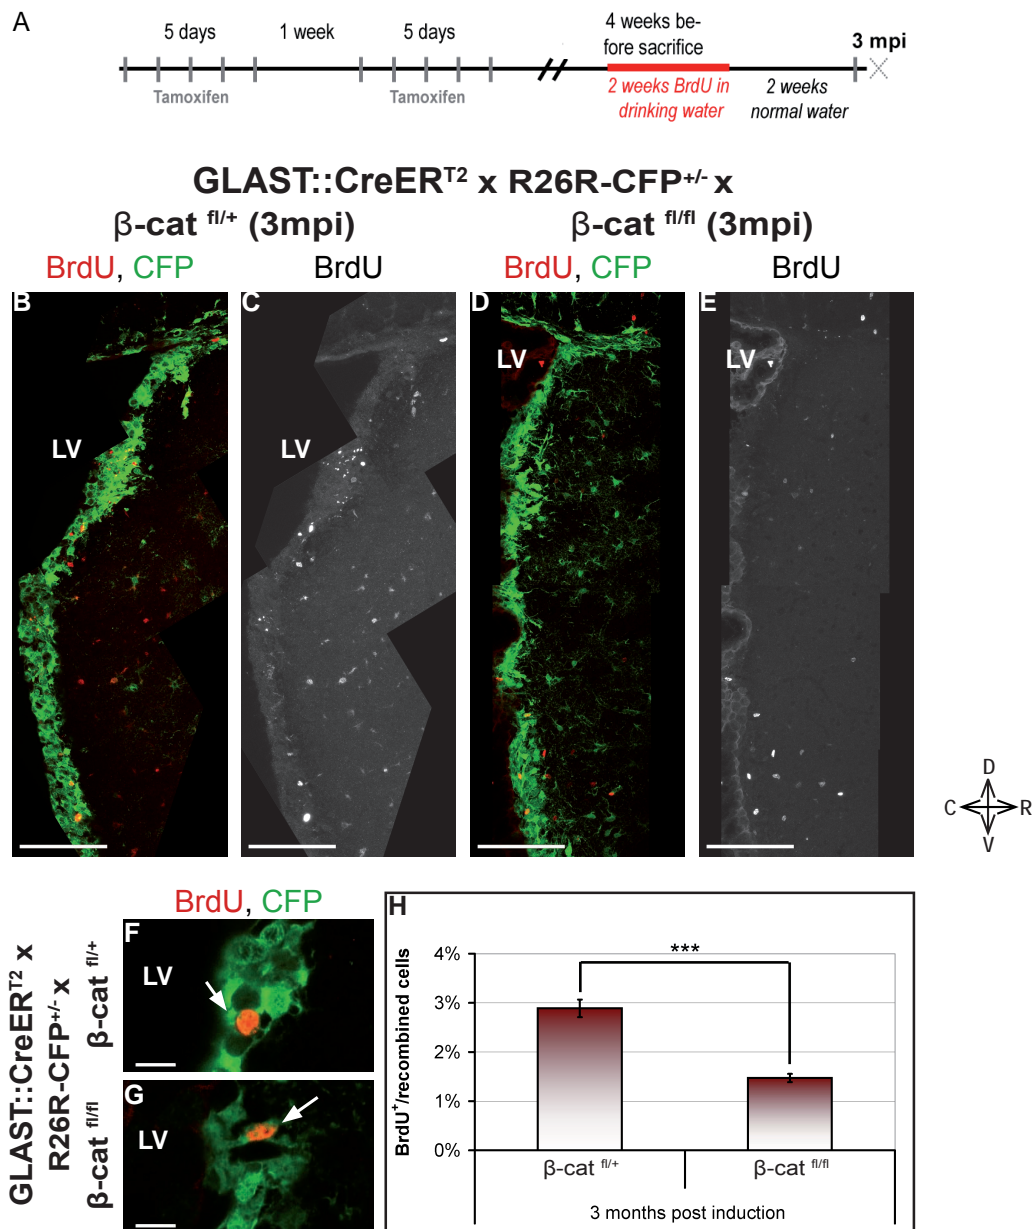 A
5 days
1 week
5 days
4 weeks be-
fore sacrifice
3 mpi
Tamoxifen
Tamoxifen
2 weeks BrdU in
drinking water
2 weeks
normal water
GLAST::CreERT2 x R26R-CFP+/- x
β-cat fl/+ (3mpi)
β-cat fl/fl (3mpi)
BrdU, CFP
BrdU
BrdU, CFP
BrdU
B
C
D
E
LV
LV
LV
LV
D
C
R
V
BrdU, CFP
GLAST::CreERT2 x
R26R-CFP+/- x
β-cat fl/+
β-cat fl/fl
F
LV
G
LV
H
BrdU+/recombined cells
4%
3%
2%
1%
0%
***
β-cat fl/+
β-cat fl/fl
3 months post induction